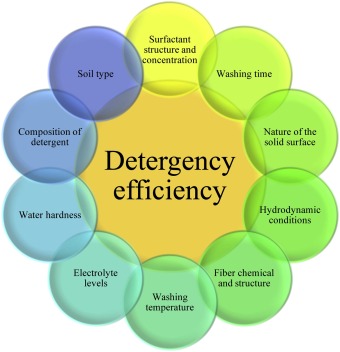 Surfactant
structure and
concentration
Washing time
Nature of the
solid surface
Hydrodynamic
conditions
Fiber chemical
and structure
Washing
temperature
Electrolyte
levels
Water hardness
Composition of
detergent
Soil type
Detergency
efficiency